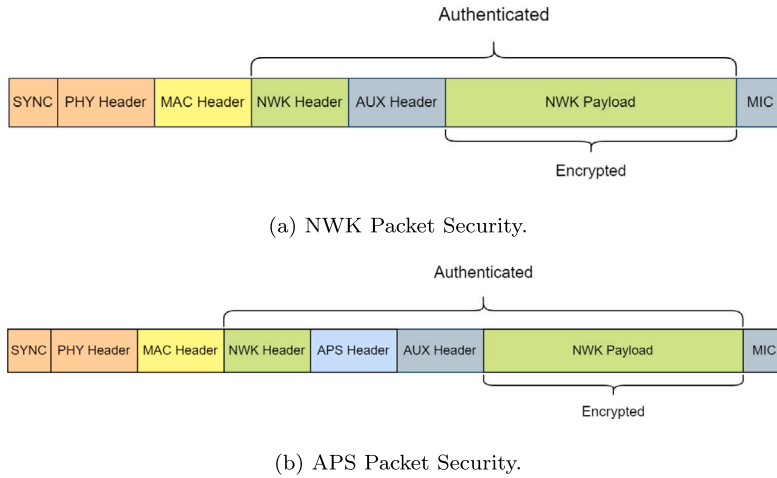 Authenticated
SYNC PHY Header MAC Header NWK Header AUX Header NWK Payload MIC
Encrypted
(a) NWK Packet Security.
Authenticated
SYNC PHY Header MAC Header NWK Header APS Header AUX Header NWK Payload MIC
Encrypted
(b) APS Packet Security.